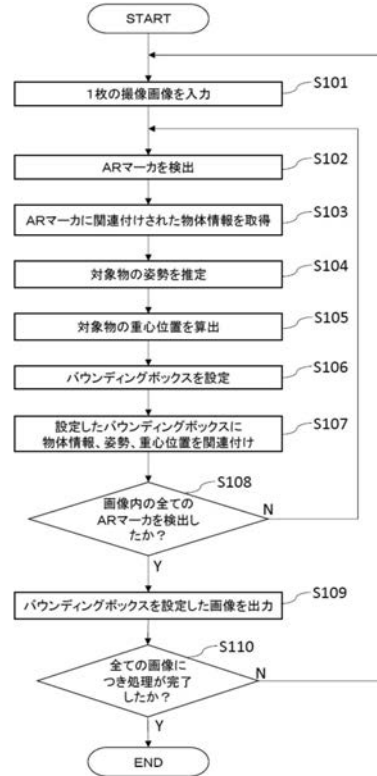 START
1枚の撮像画像を入力
S101
ARマーカを検出
S102
ARマーカに関連付けされた物体情報を取得
S103
対象物の姿勢を推定
S104
対象物の重心位置を算出
S105
バウンディングボックスを設定
S106
設定したバウンディングボックスに
物体情報、姿勢、重心位置を関連付け
S107
画像内の全ての
ARマーカを検出し
たか?
S108
N
Y
バウンディングボックスを設定した画像を出力
S109
全ての画像に
つき処理が完了
したか?
S110
N
Y
END